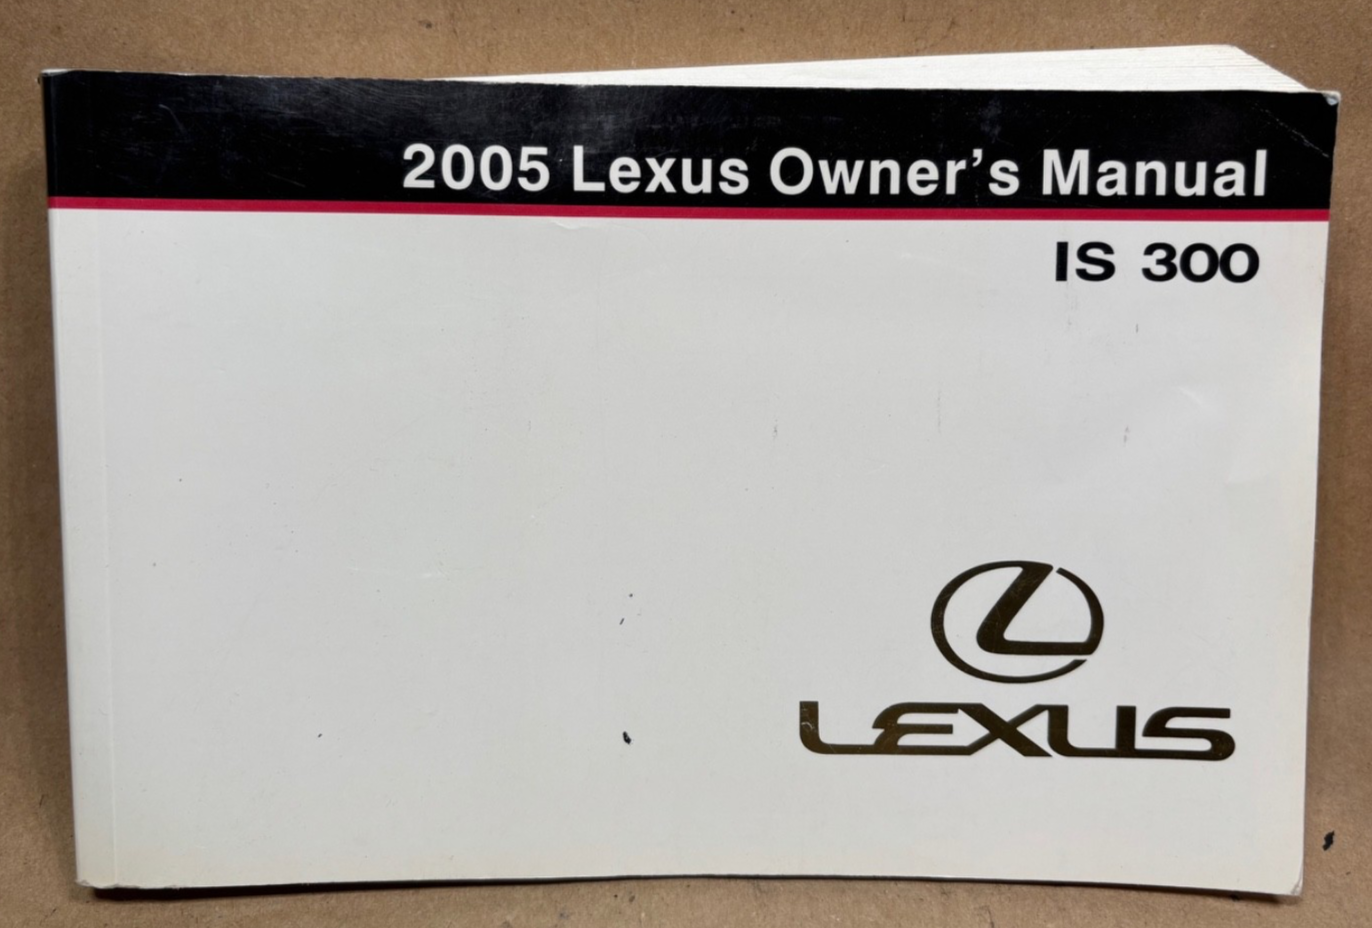 2005 Lexus Owner's Manual
IS 300
LEXUS